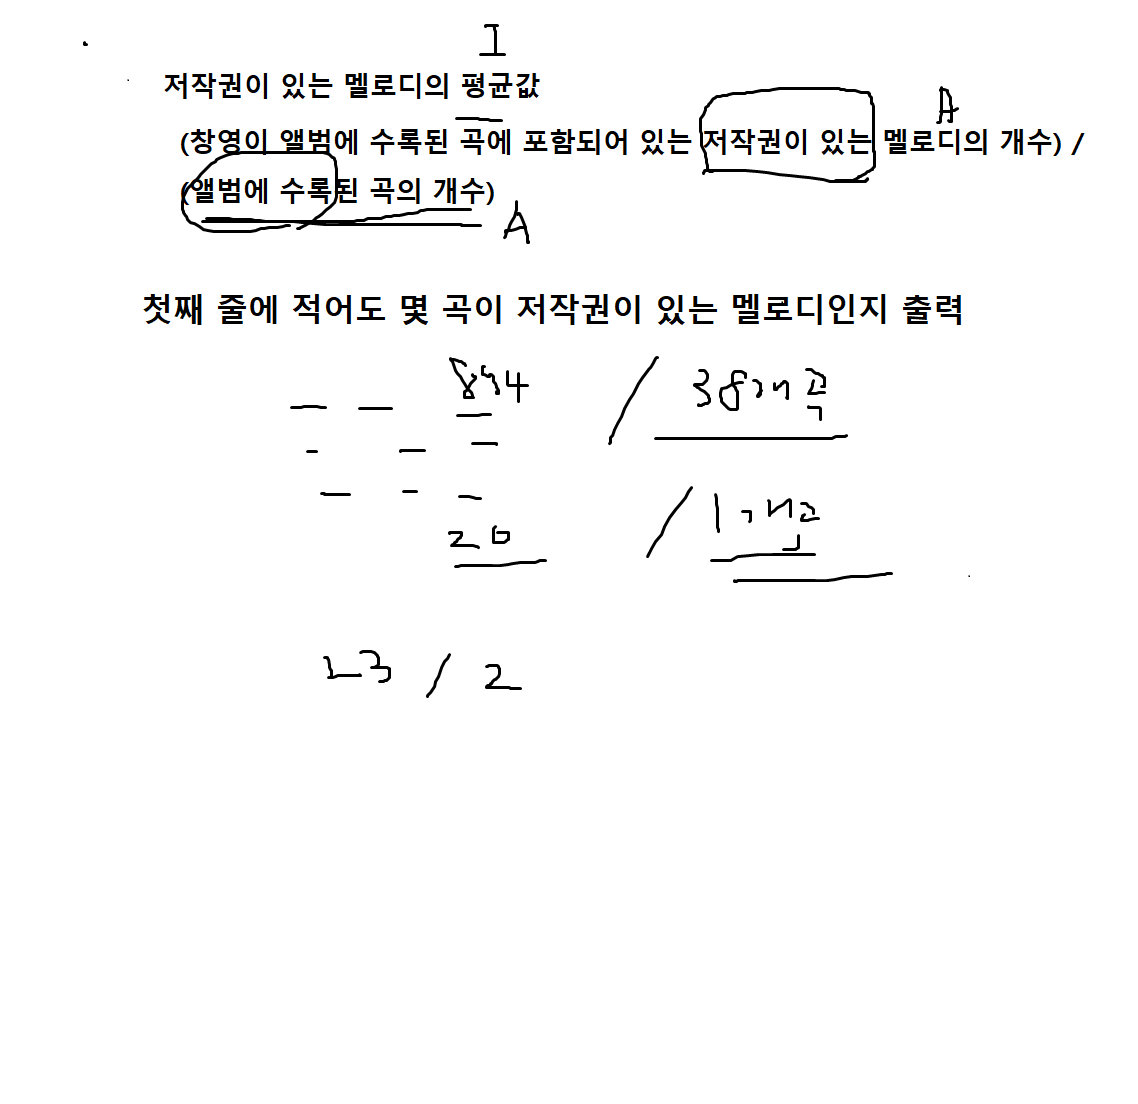 I
저작권이 있는 멜로디의 평균값
A
(창영이 앨범에 수록된 곡에 포함되어 있는 저작권이 있는 멜로디의 개수) /
(앨범에 수록된 곡의 개수)
A
첫째 줄에 적어도 몇 곡이 저작권이 있는 멜로디인지 출력
894 / 38개 곡
/ 1개 곡
23 / 2